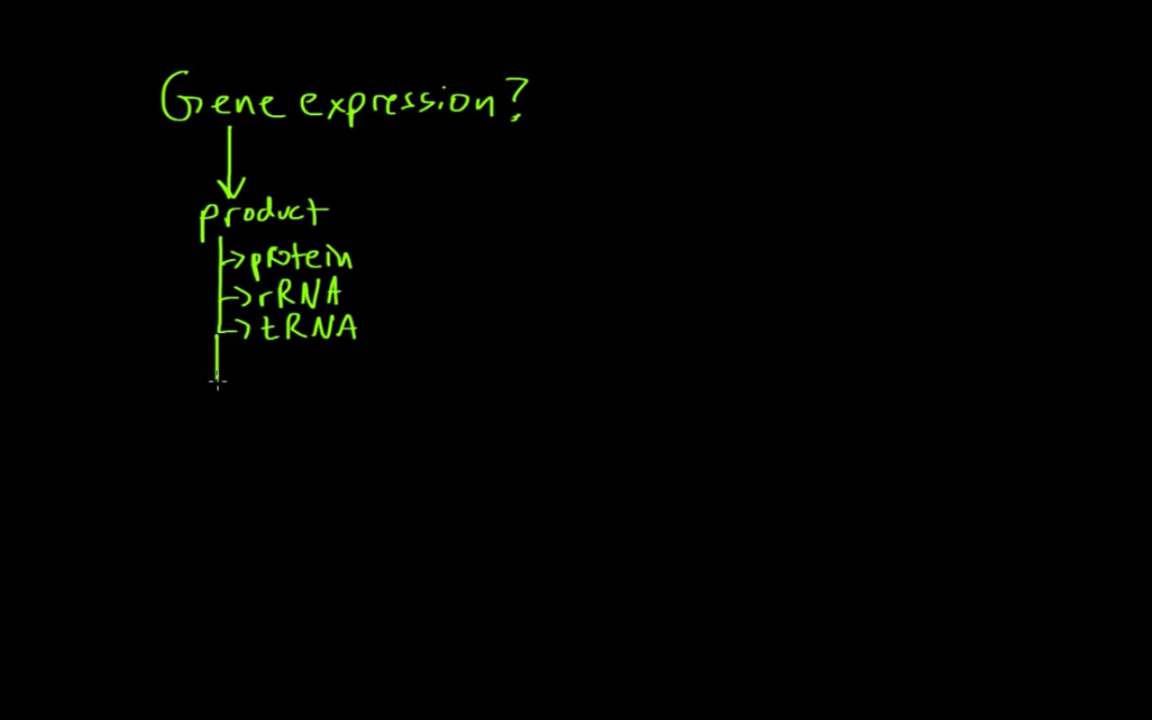 Gene expression?
product
protein
rRNA
tRNA